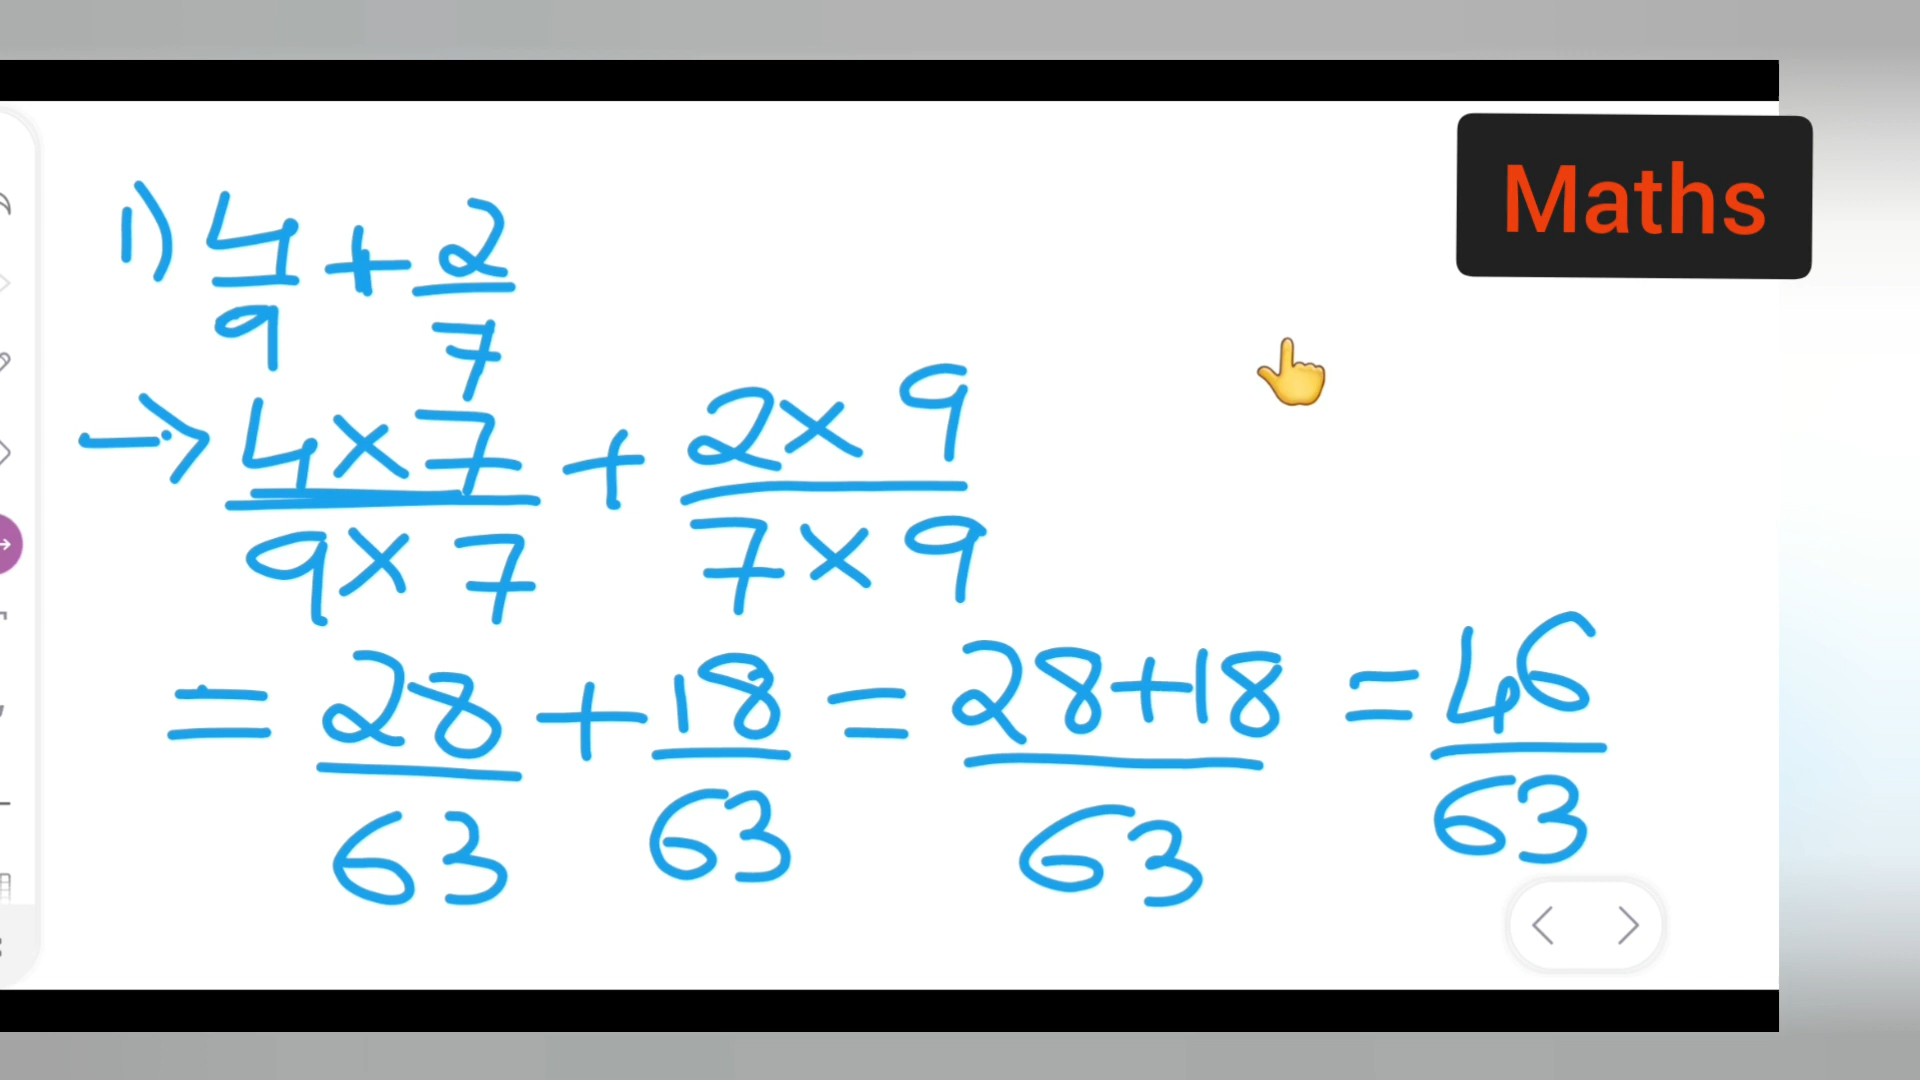 Maths
1) 4/9 + 2/7
→ 4×7/9×7 + 2×9/7×9
= 28/63 + 18/63 = 28+18/63 = 46/63